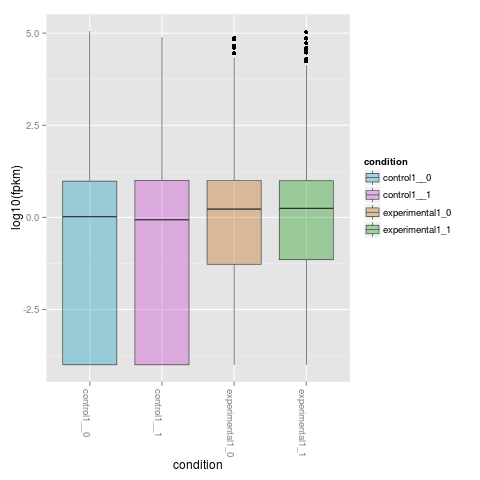 5.0
2.5
0.0
-2.5
log10(fpkm)
control1__0
control1__1
experimental1_0
experimental1_1
condition
condition
control1__0
control1__1
experimental1_0
experimental1_1